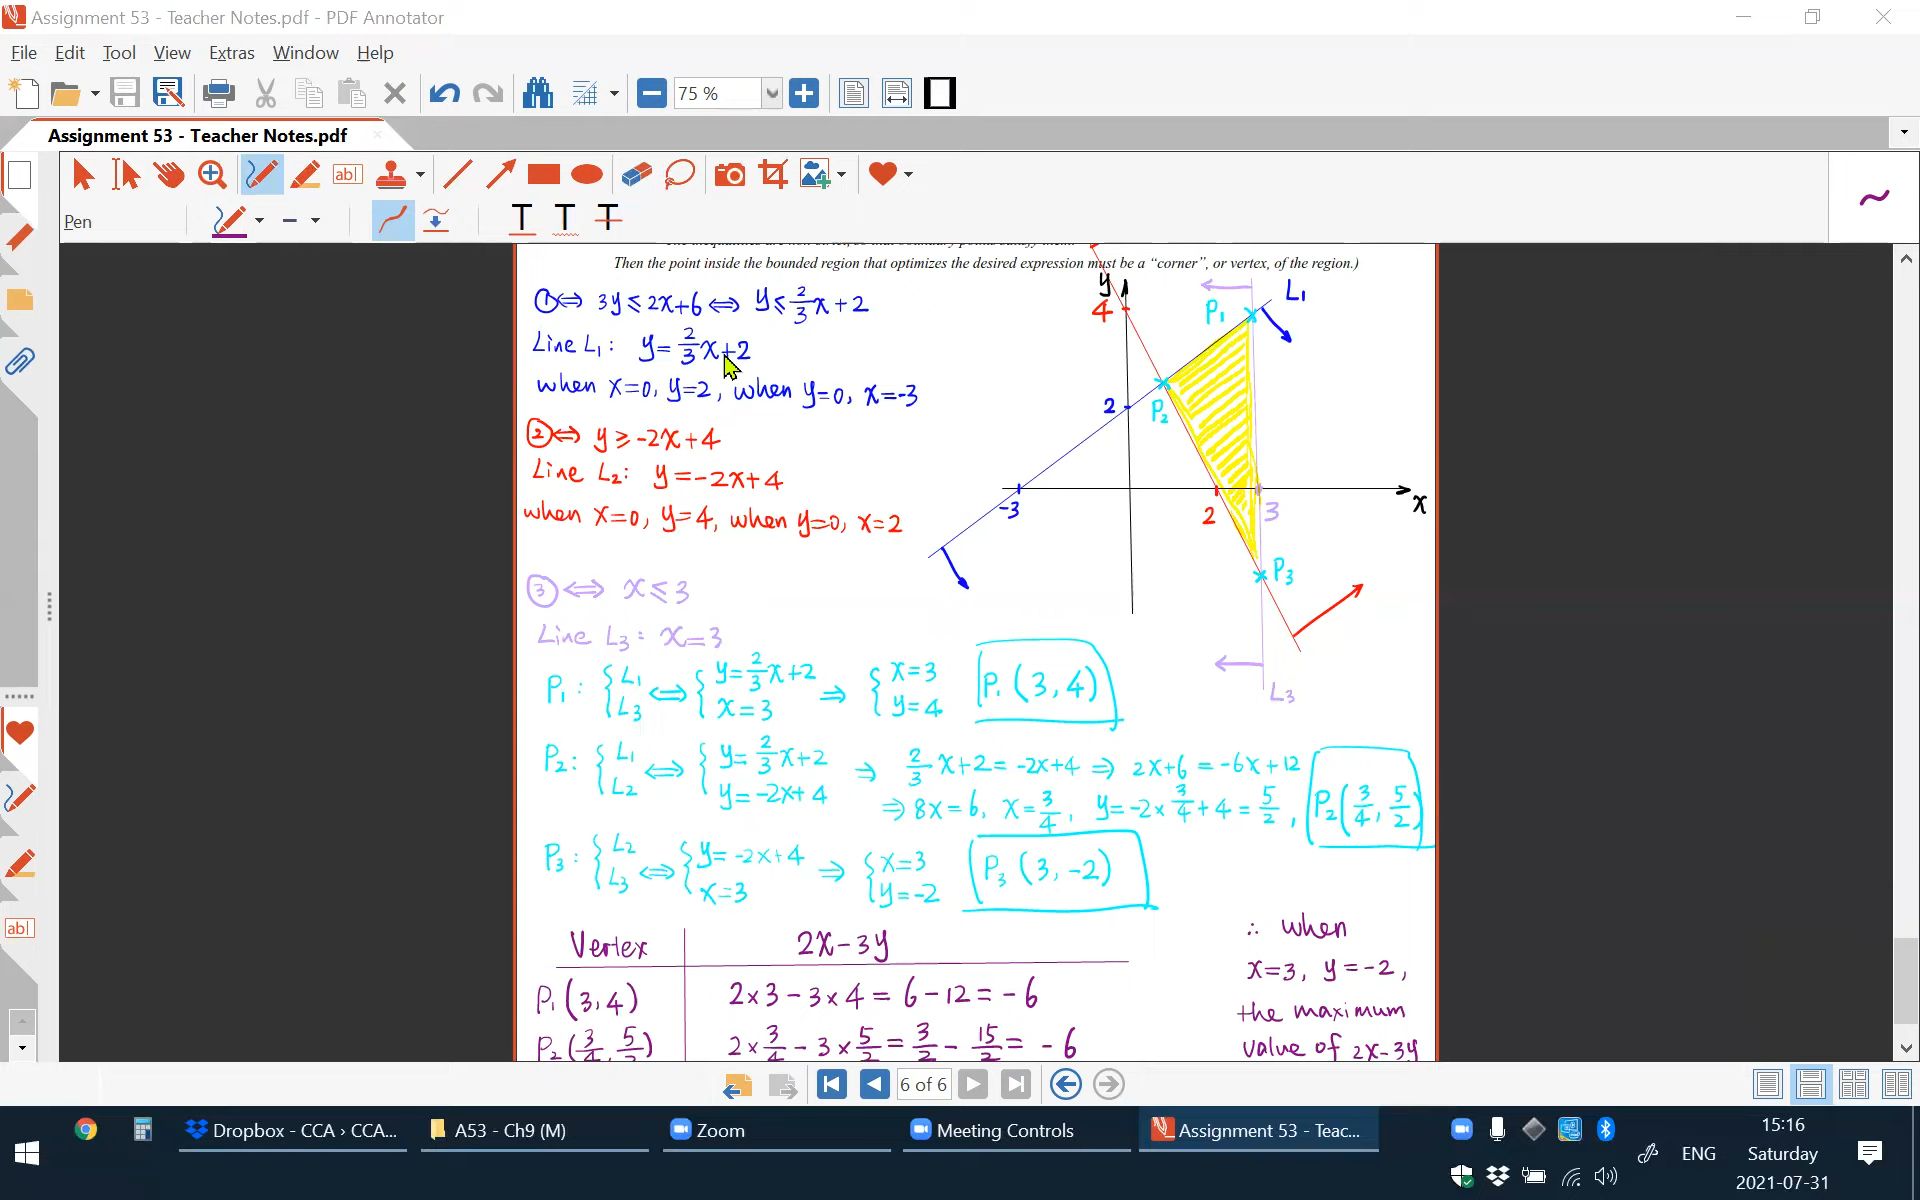 Assignment 53 - Teacher Notes.pdf - PDF Annotator
File Edit Tool View Extras Window Help
75 %
Assignment 53 - Teacher Notes.pdf
ab|
Pen
T T T
Then the point inside the bounded region that optimizes the desired expression must be a “corner”, or vertex, of the region.)
① ⇔ 3y ≤ 2x+6 ⇔ y ≤ 2/3 x + 2
Line L₁: y = 2/3 x + 2
when x=0, y=2, when y=0, x=-3
② ⇔ y ≥ -2x+4
Line L₂: y = -2x+4
when x=0, y=4, when y=0, x=2
③ ⇔ x ≤ 3
Line L₃: x=3
y
4
P₁
L₁
2
P₂
-3
2
3
x
P₃
L₃
P₁: { L₁ L₃ ⇔ { y = 2/3 x + 2 x = 3 ⇒ { x=3 y=4 P₁ (3, 4)
P₂: { L₁ L₂ ⇔ { y = 2/3 x + 2 y = -2x+4 ⇒ 2/3 x + 2 = -2x+4 ⇒ 2x+6 = -6x+12
⇒ 8x=6, x = 3/4, y = -2 × 3/4 + 4 = 5/2, P₂ (3/4, 5/2)
P₃: { L₂ L₃ ⇔ { y = -2x+4 x=3 ⇒ { x=3 y=-2 P₃ (3, -2)
Vertex 2x-3y
P₁ (3, 4) 2×3 - 3×4 = 6-12 = -6
P₂ (3/4, 5/2) 2 × 3/4 - 3 × 5/2 = 3/2 - 15/2 = -6
∴ when
x=3, y=-2,
the maximum
value of 2x-3y
ab|
6 of 6
Dropbox - CCA › CCA...
A53 - Ch9 (M)
Zoom
Meeting Controls
Assignment 53 - Teac...
ENG
15:16
Saturday
2021-07-31